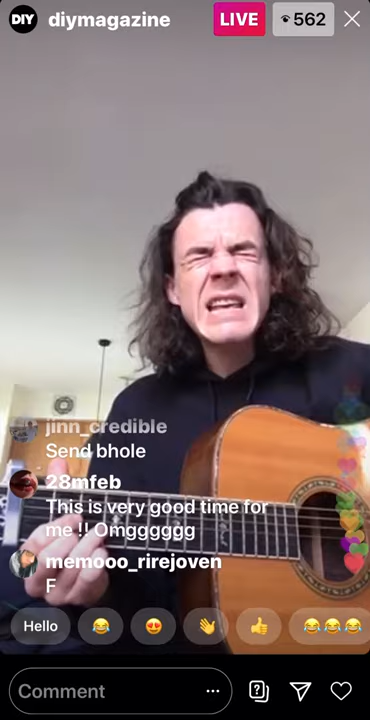 DIY diymagazine LIVE 562
jinn_credible
Send bhole
28mfeb
This is very good time for
me !! Omgggggg
memooo_rirejoven
F
Hello
Comment